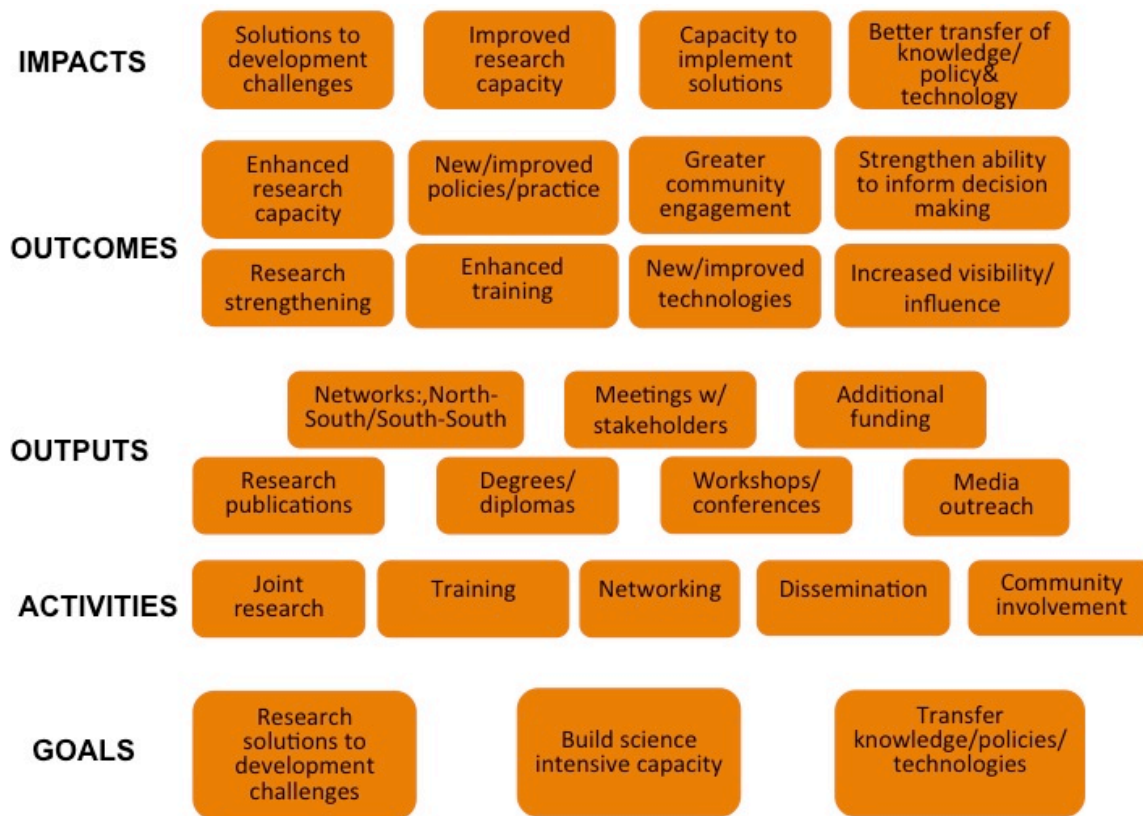 IMPACTS
Solutions to
development
challenges
Improved
research
capacity
Capacity to
implement
solutions
Better transfer of
knowledge/
policy&
technology
OUTCOMES
Enhanced
research
capacity
New/improved
policies/practice
Greater
community
engagement
Strengthen ability
to inform decision
making
Research
strengthening
Enhanced
training
New/improved
technologies
Increased visibility/
influence
OUTPUTS
Networks:,North-
South/South-South
Meetings w/
stakeholders
Additional
funding
Research
publications
Degrees/
diplomas
Workshops/
conferences
Media
outreach
ACTIVITIES
Joint
research
Training
Networking
Dissemination
Community
involvement
GOALS
Research
solutions to
development
challenges
Build science
intensive capacity
Transfer
knowledge/policies/
technologies